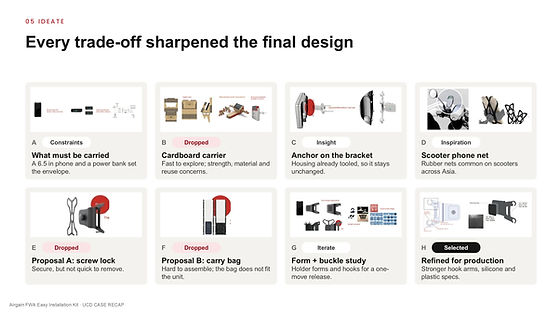 05 IDEATE
Every trade-off sharpened the final design
A Constraints
What must be carried
A 6.5 in phone and a power bank set
the envelope.
B Dropped
Cardboard carrier
Fast to explore; strength, material and
reuse concerns.
C Insight
Anchor on the bracket
Housing already tooled, so it stays
unchanged.
D Inspiration
Scooter phone net
Rubber nets common on scooters
across Asia.
E Dropped
Proposal A: screw lock
Secure, but not quick to remove.
F Dropped
Proposal B: carry bag
Hard to assemble; the bag does not fit
the unit.
G Iterate
Form + buckle study
Holder forms and hooks for a one-
move release.
H Selected
Refined for production
Stronger hook arms, silicone and
plastic specs.
Airgain FWA Easy Installation Kit · UCD CASE RECAP